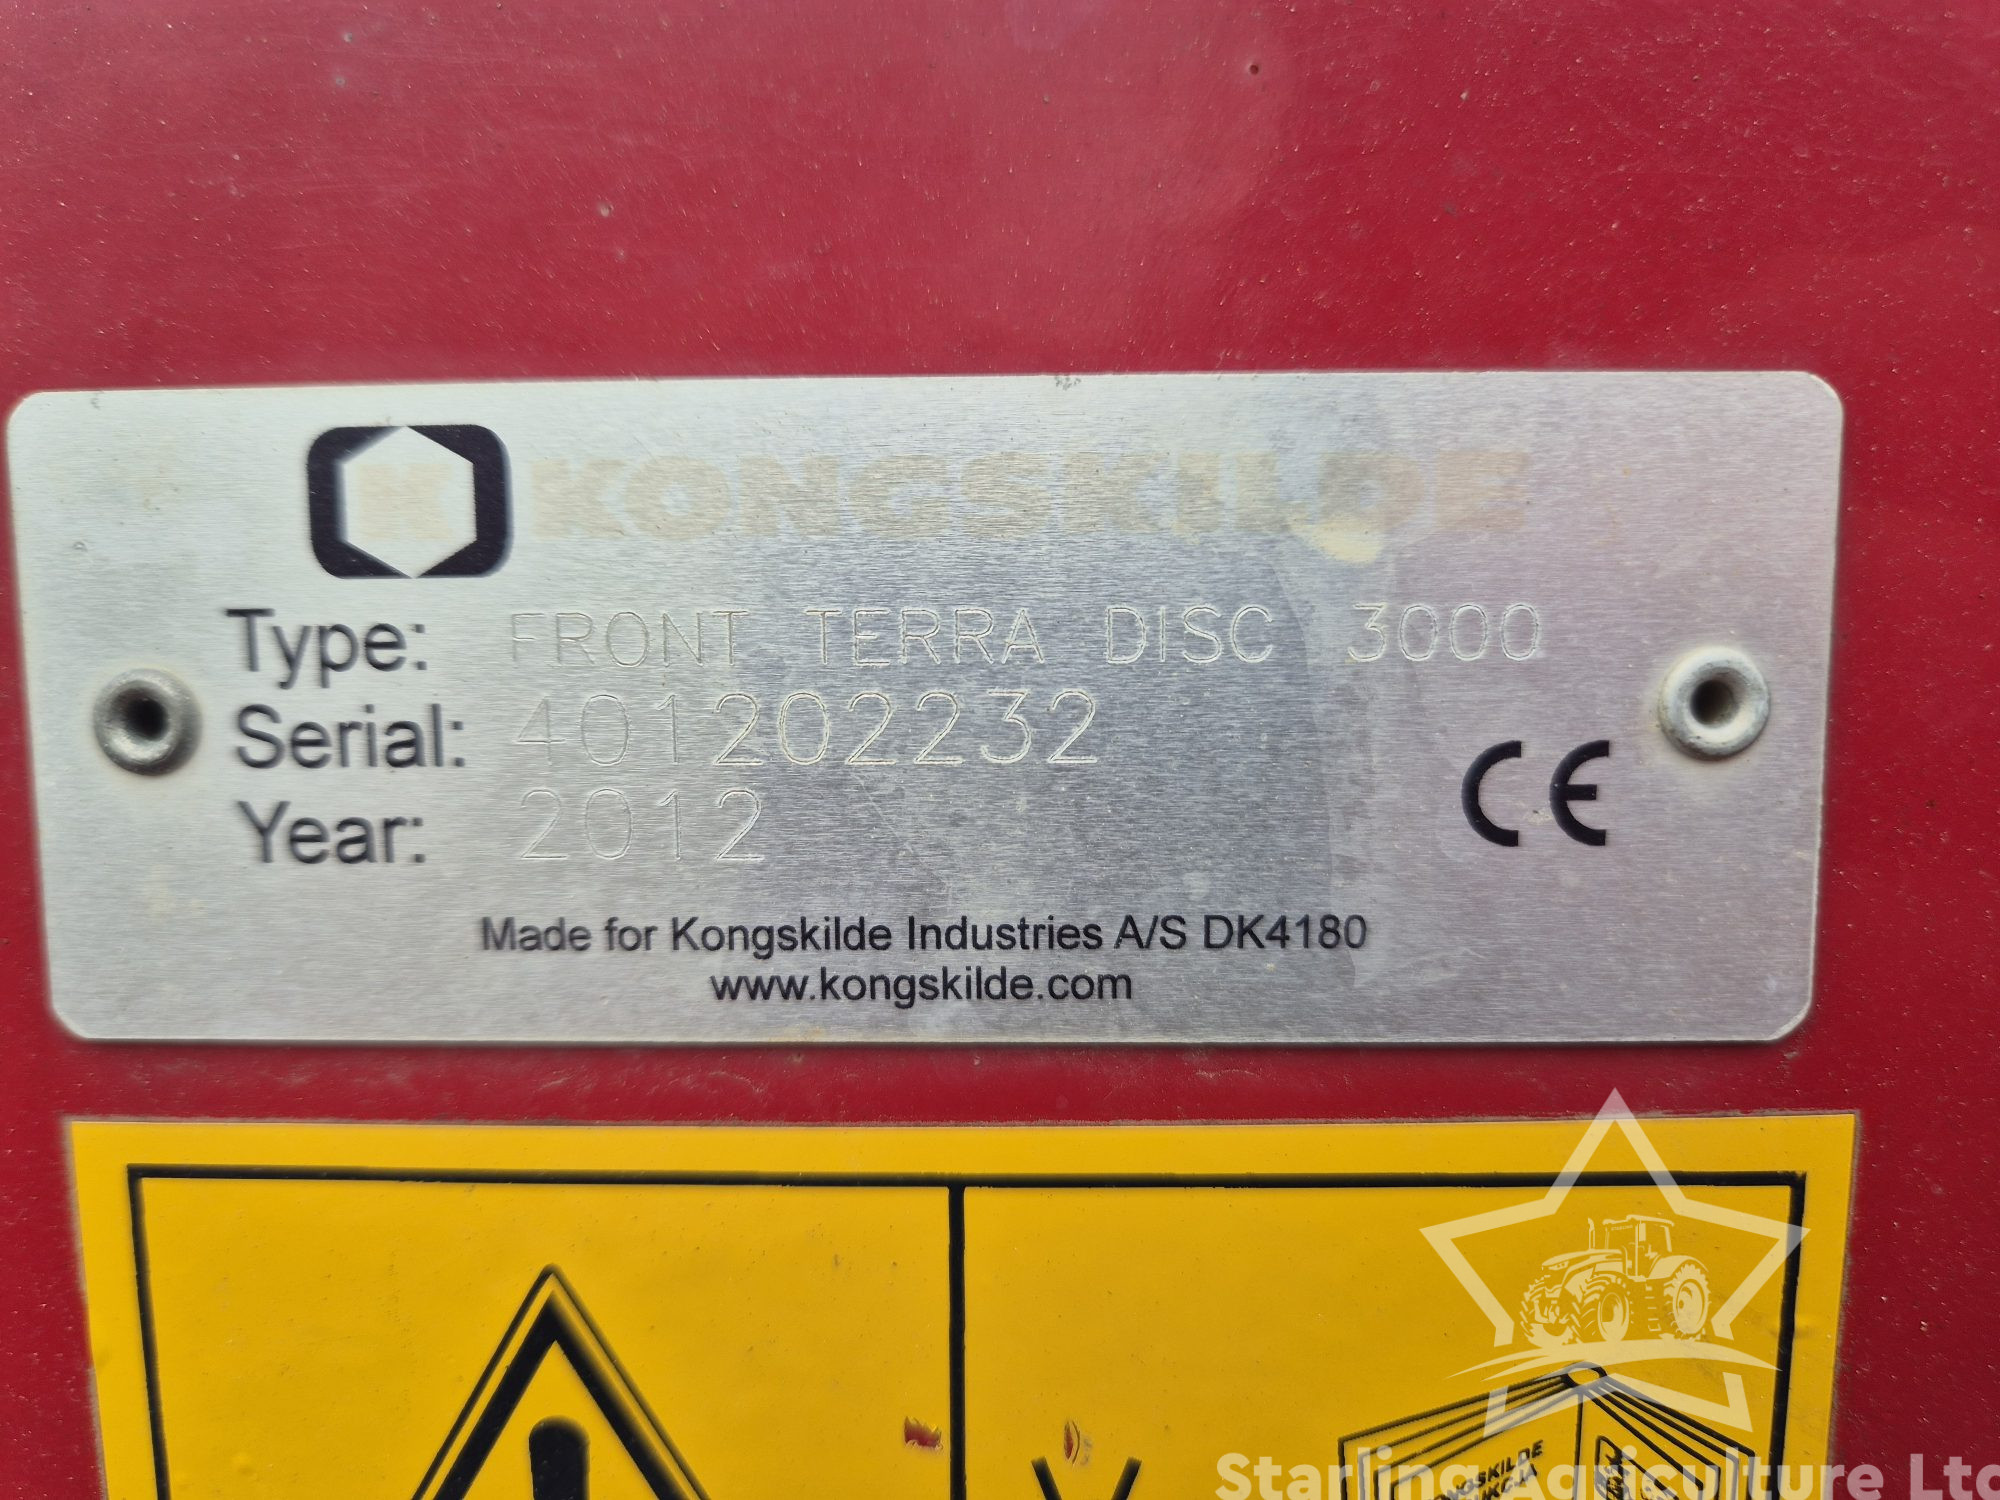 K KONGSKILDE
Type: FRONT TERRA DISC 3000
Serial: 401202232
Year: 2012
CE
Made for Kongskilde Industries A/S DK4180
www.kongskilde.com
Starling Agriculture Ltd